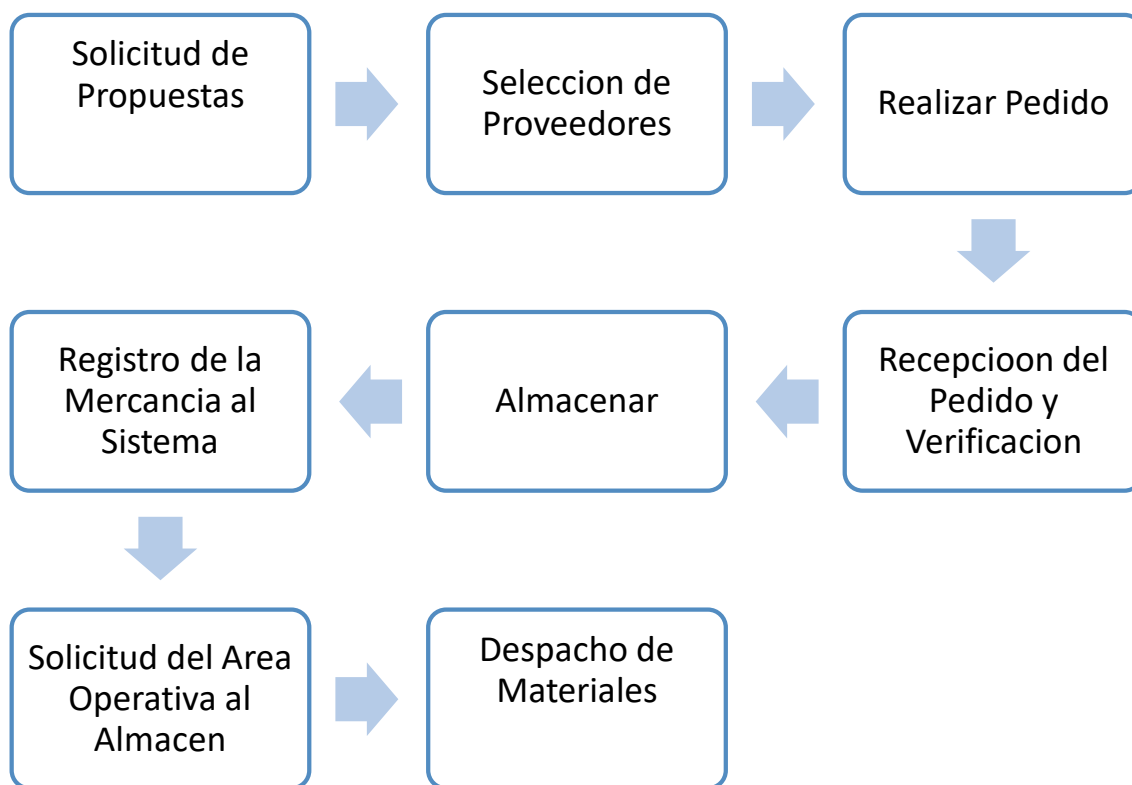 Solicitud de
Propuestas
Seleccion de
Proveedores
Realizar Pedido
Recepcioon del
Pedido y
Verificacion
Almacenar
Registro de la
Mercancia al
Sistema
Solicitud del Area
Operativa al
Almacen
Despacho de
Materiales